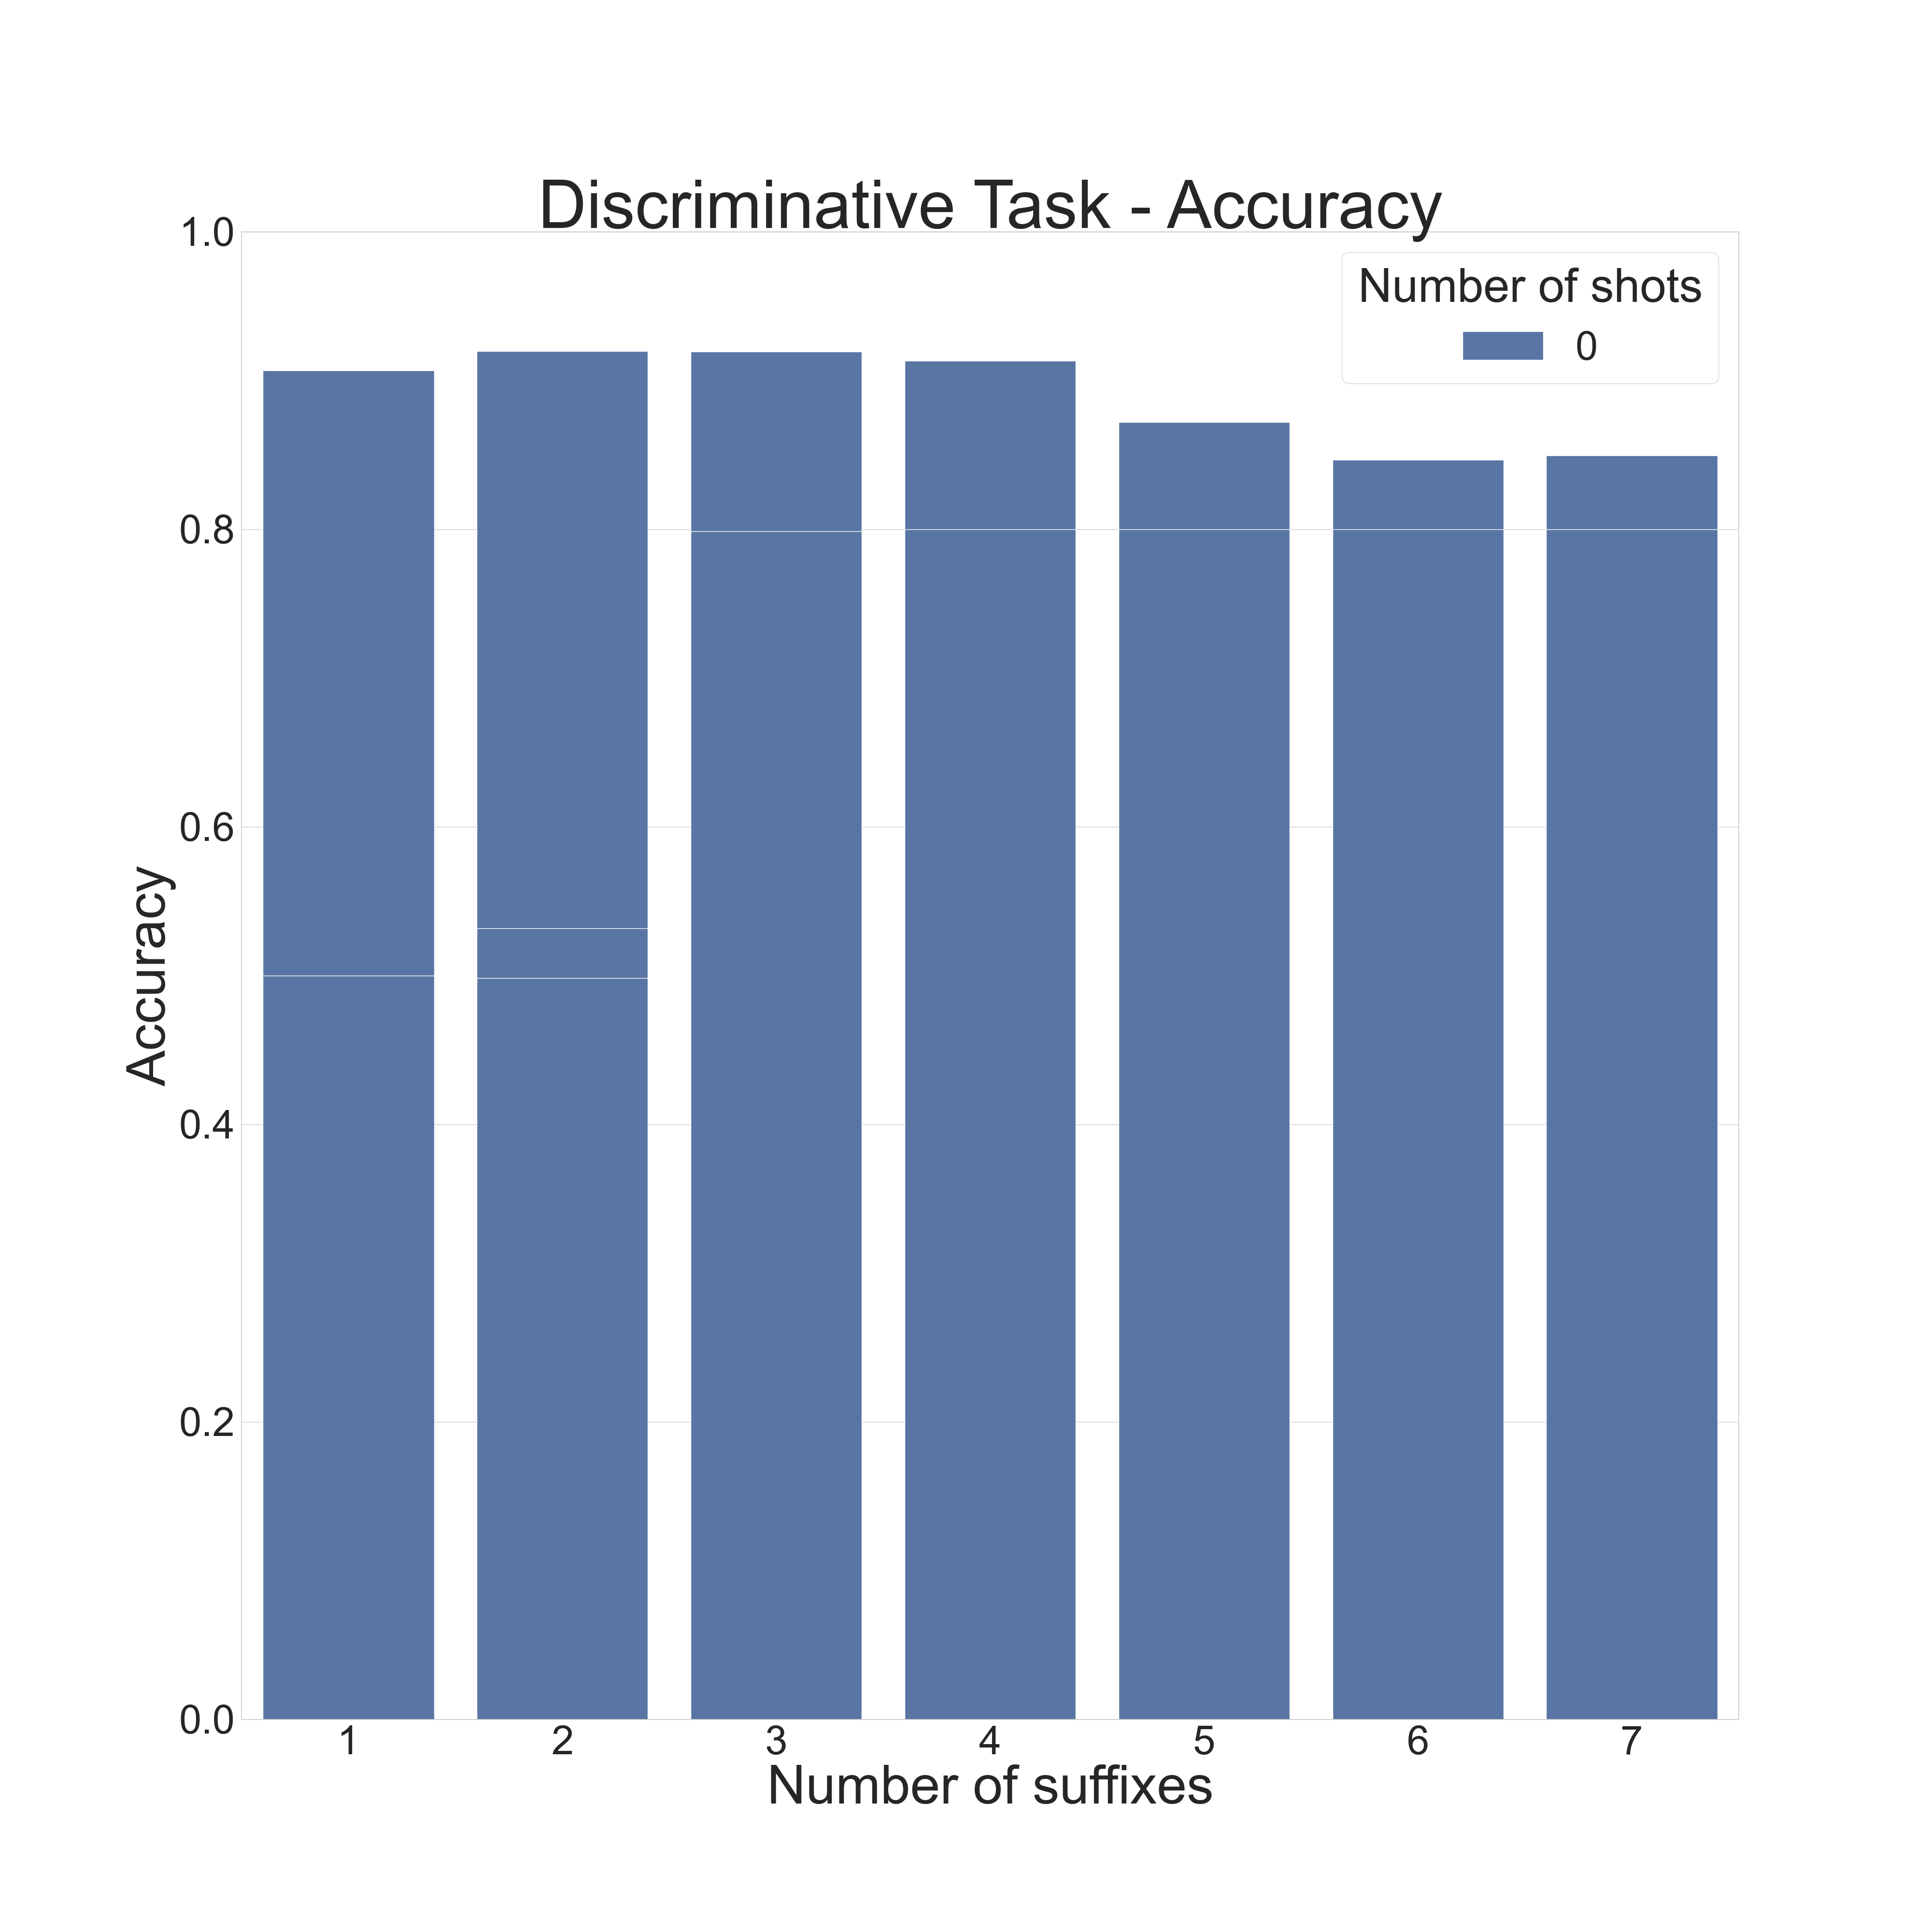 Discriminative Task - Accuracy
Number of shots
0
Accuracy
1.0
0.8
0.6
0.4
0.2
0.0
1 2 3 4 5 6 7
Number of suffixes